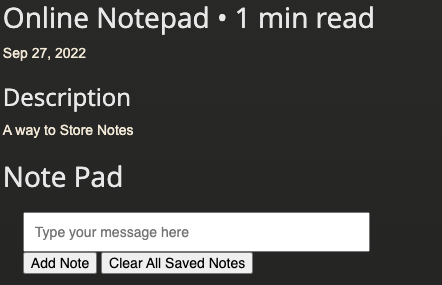 Online Notepad • 1 min read
Sep 27, 2022
Description
A way to Store Notes
Note Pad
Type your message here
Add Note Clear All Saved Notes